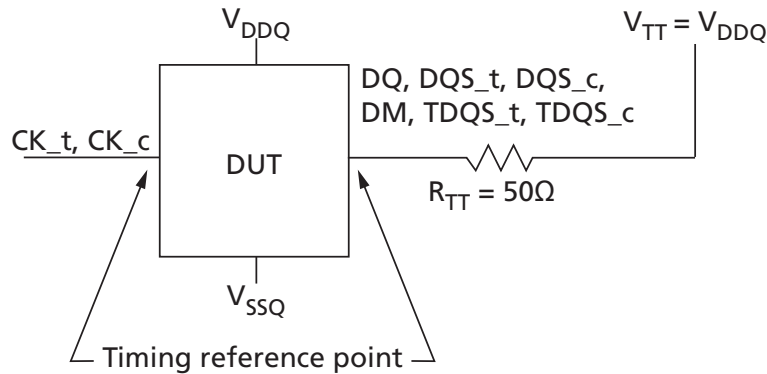 V_DDQ
V_TT = V_DDQ
DQ, DQS_t, DQS_c,
DM, TDQS_t, TDQS_c
CK_t, CK_c
DUT
R_TT = 50Ω
V_SSQ
Timing reference point